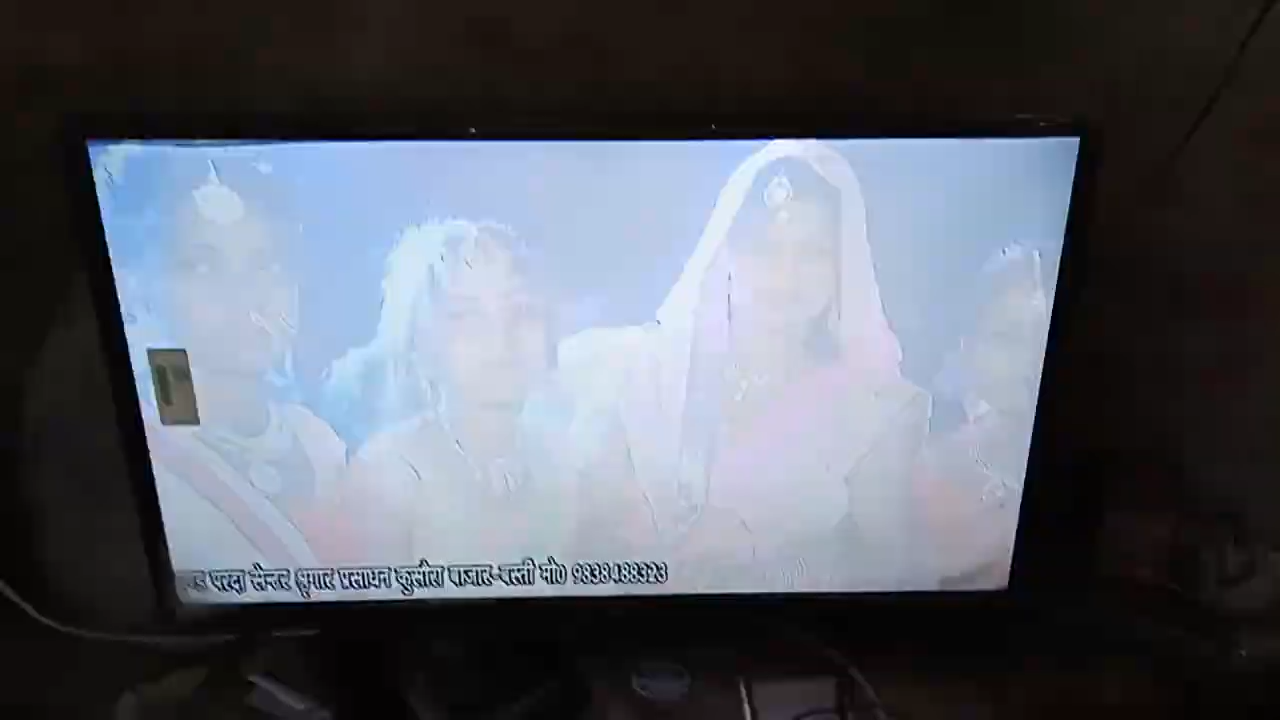 परदा सेन्टर श्रृंगार प्रसाधन कुसौरा बाजार-बस्ती मो0 9838488323